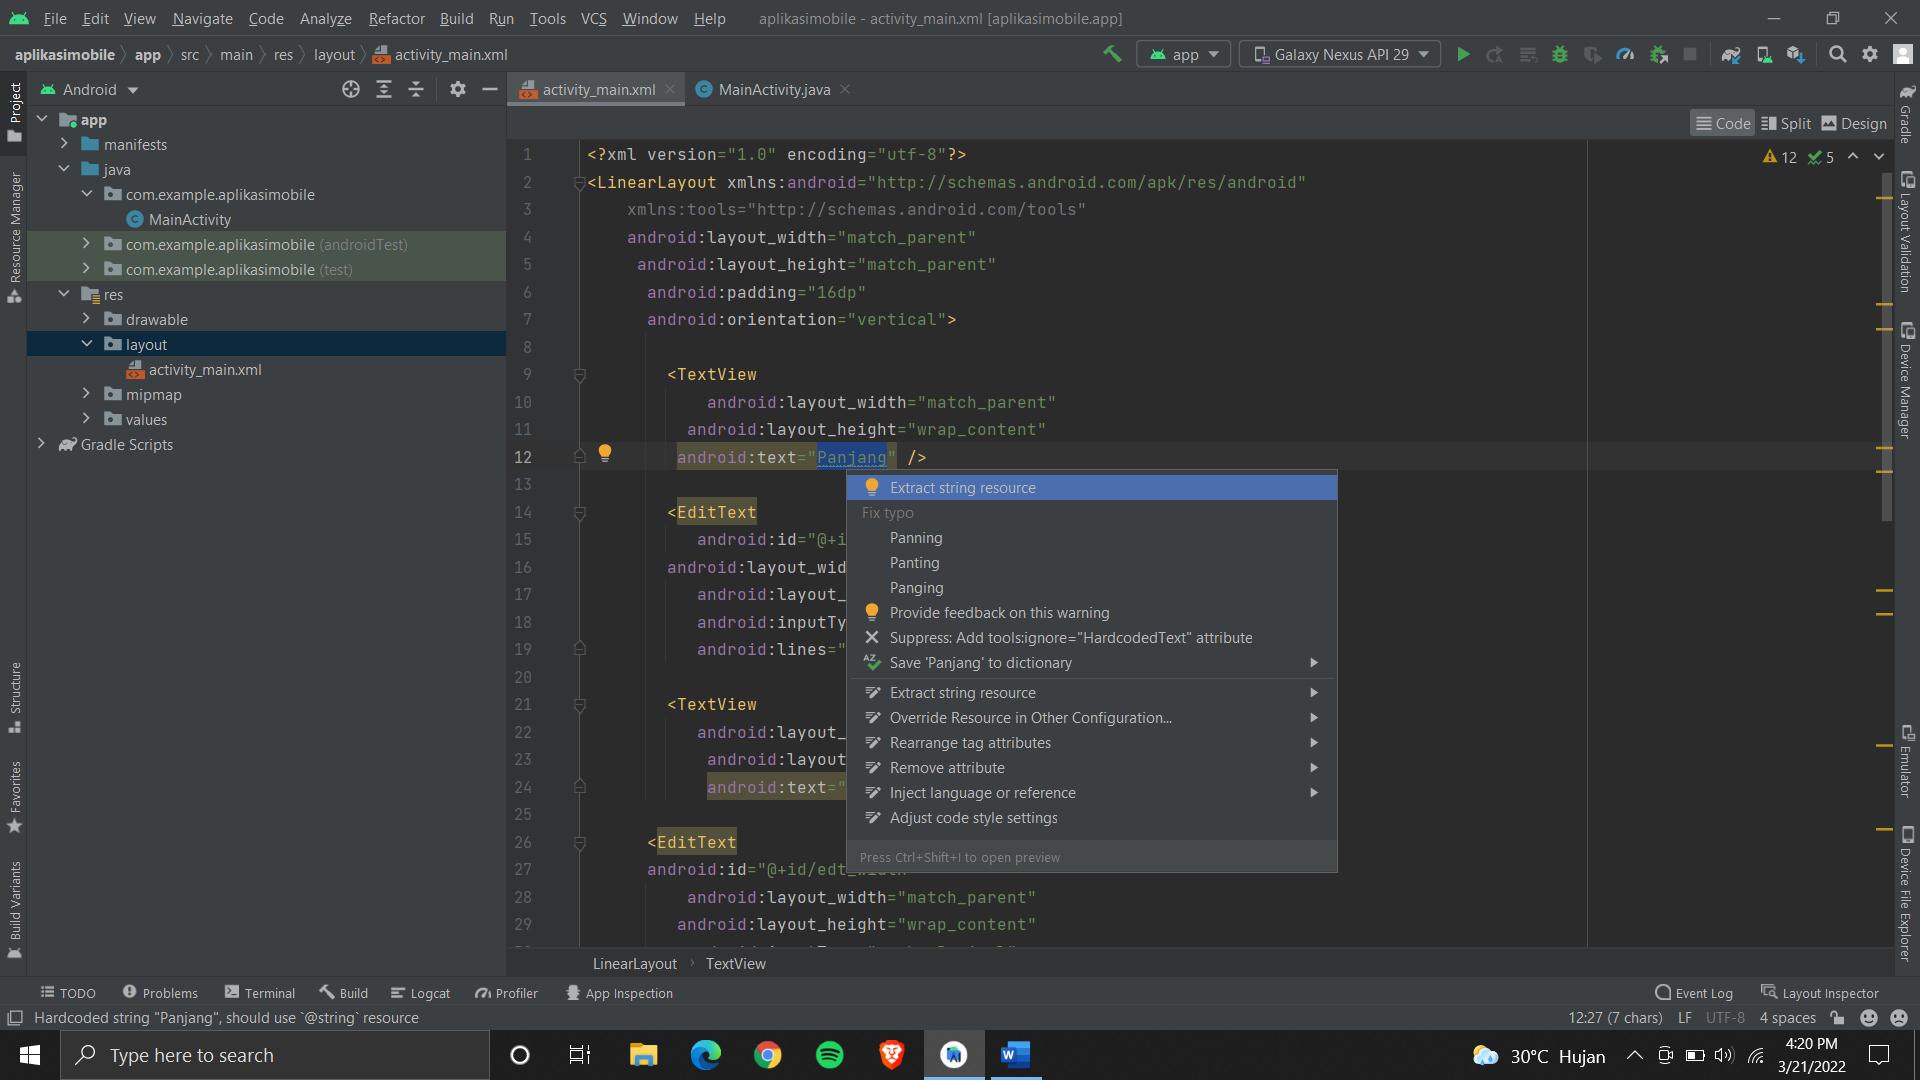 File Edit View Navigate Code Analyze Refactor Build Run Tools VCS Window Help aplikasimobile - activity_main.xml [aplikasimobile.app]
aplikasimobile app src main res layout activity_main.xml app Galaxy Nexus API 29
Project
Resource Manager
Structure
Favorites
Build Variants
Android
app
manifests
java
com.example.aplikasimobile
MainActivity
com.example.aplikasimobile (androidTest)
com.example.aplikasimobile (test)
res
drawable
layout
activity_main.xml
mipmap
values
Gradle Scripts
activity_main.xml MainActivity.java
Code Split Design
12 5
1 <?xml version="1.0" encoding="utf-8"?>
2 <LinearLayout xmlns:android="http://schemas.android.com/apk/res/android"
3 xmlns:tools="http://schemas.android.com/tools"
4 android:layout_width="match_parent"
5 android:layout_height="match_parent"
6 android:padding="16dp"
7 android:orientation="vertical">
8
9 <TextView
10 android:layout_width="match_parent"
11 android:layout_height="wrap_content"
12 android:text="Panjang" />
13
14 <EditText
15 android:id="@+i
16 android:layout_wid
17 android:layout_
18 android:inputTy
19 android:lines="
20
21 <TextView
22 android:layout_
23 android:layout
24 android:text="
25
26 <EditText
27 android:id="@+id/edt_width
28 android:layout_width="match_parent"
29 android:layout_height="wrap_content"
Extract string resource
Fix typo
Panning
Panting
Panging
Provide feedback on this warning
Suppress: Add tools:ignore="HardcodedText" attribute
Save 'Panjang' to dictionary
Extract string resource
Override Resource in Other Configuration...
Rearrange tag attributes
Remove attribute
Inject language or reference
Adjust code style settings
Press Ctrl+Shift+I to open preview
LinearLayout TextView
Gradle
Layout Validation
Device Manager
Emulator
Device File Explorer
TODO Problems Terminal Build Logcat Profiler App Inspection Event Log Layout Inspector
Hardcoded string "Panjang", should use `@string` resource 12:27 (7 chars) LF UTF-8 4 spaces
Type here to search 30°C Hujan 4:20 PM
3/21/2022